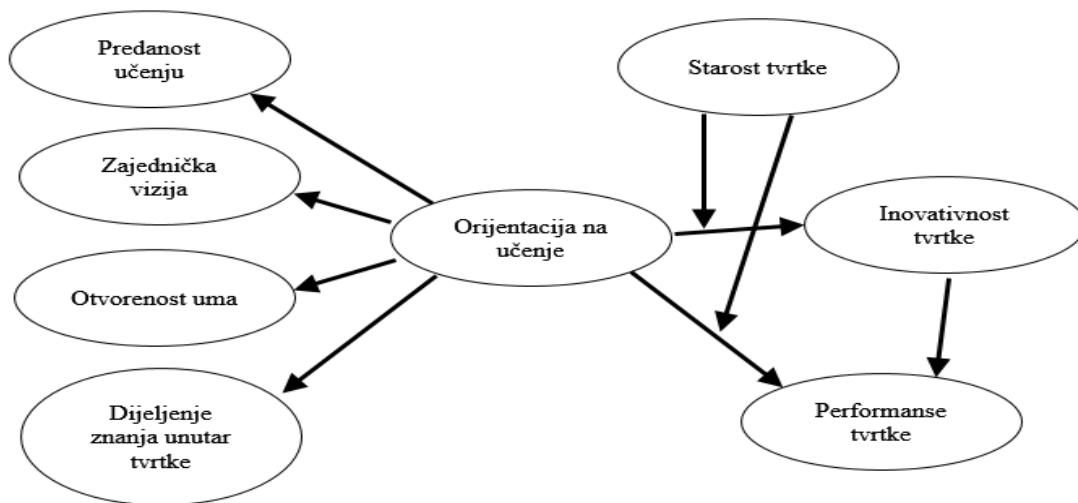 Predanost
učenju
Starost tvrtke
Zajednička
vizija
Orijentacija na
učenje
Inovativnost
tvrtke
Otvorenost uma
Dijeljenje
znanja unutar
tvrtke
Performanse
tvrtke